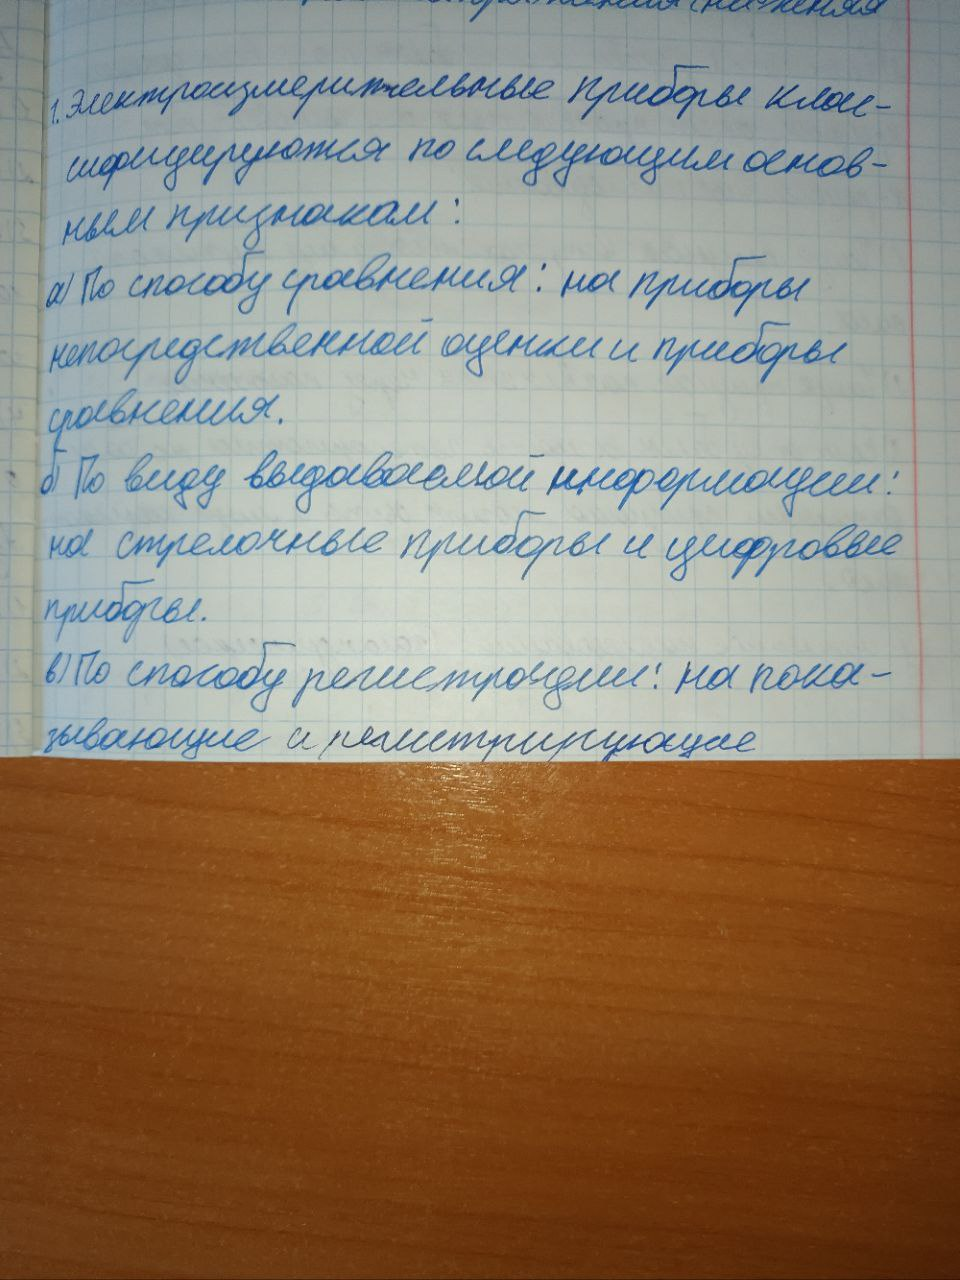 1. Электроизмерительные приборы клас-
сифицируются по следующим основ-
ным признакам:
а) По способу сравнения: на приборы
непосредственной оценки и приборы
сравнения.
б) По виду выдаваемой информации:
на стрелочные приборы и цифровые
приборы.
в) По способу регистрации: на пока-
зывающие и регистрирующие